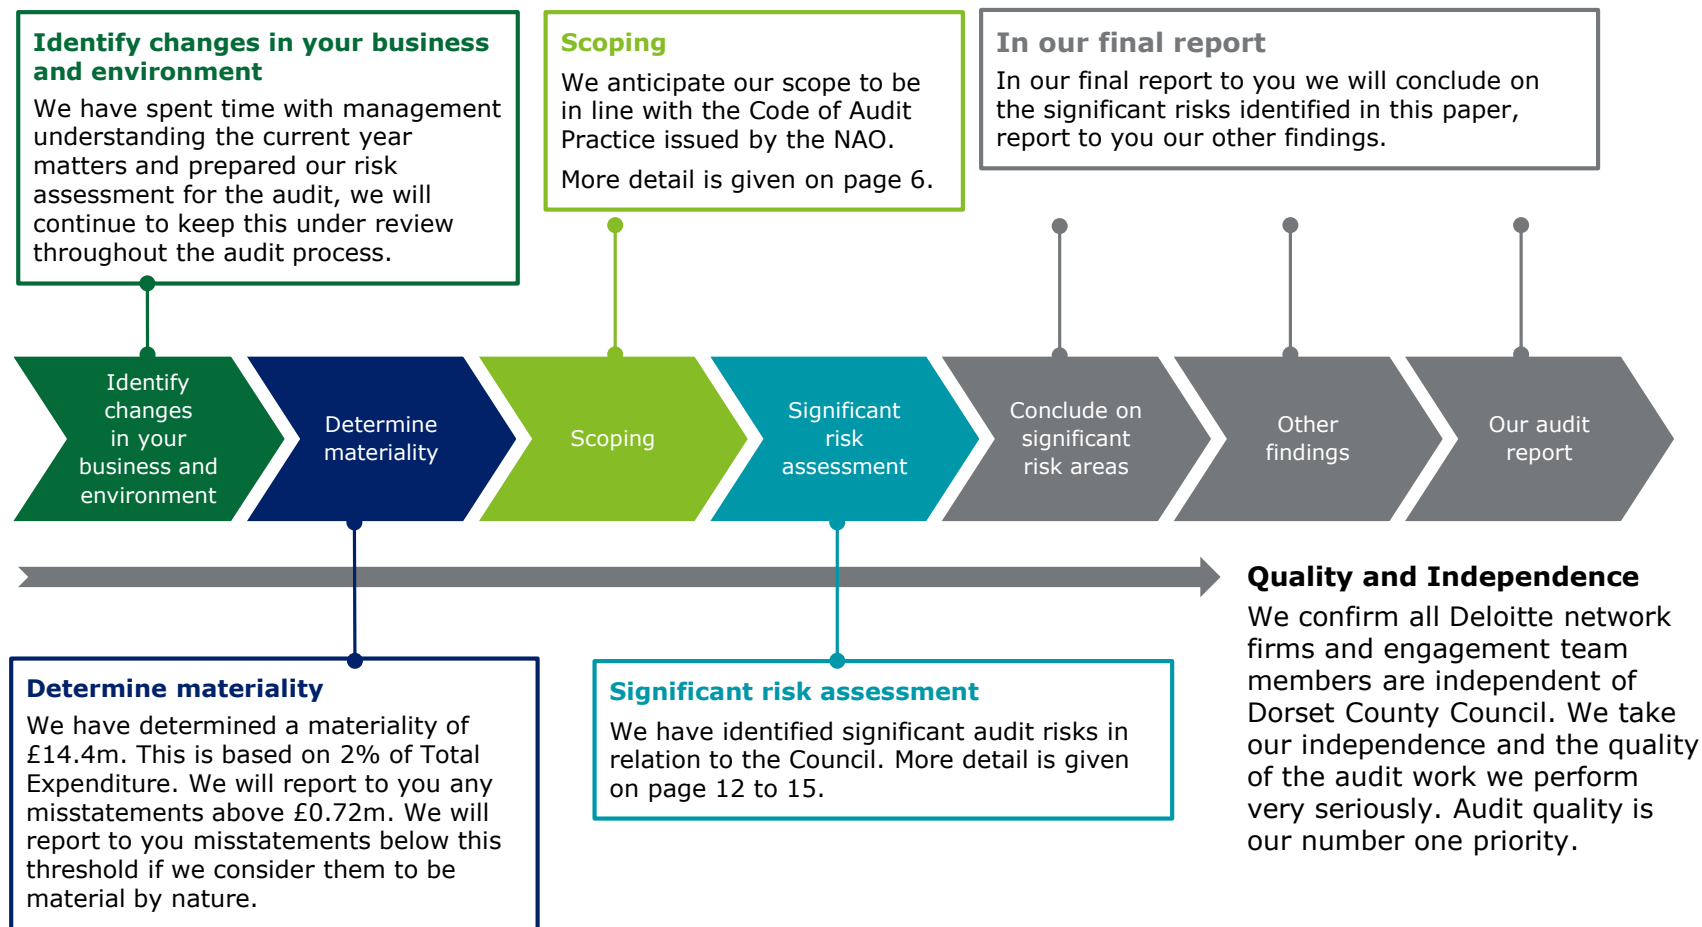 Identify changes in your business
and environment
We have spent time with management
understanding the current year
matters and prepared our risk
assessment for the audit, we will
continue to keep this under review
throughout the audit process.
Scoping
We anticipate our scope to be
in line with the Code of Audit
Practice issued by the NAO.
More detail is given on page 6.
In our final report
In our final report to you we will conclude on
the significant risks identified in this paper,
report to you our other findings.
Identify
changes
in your
business and
environment
Determine
materiality
Scoping
Significant
risk
assessment
Conclude on
significant
risk areas
Other
findings
Our audit
report
Determine materiality
We have determined a materiality of
£14.4m. This is based on 2% of Total
Expenditure. We will report to you any
misstatements above £0.72m. We will
report to you misstatements below this
threshold if we consider them to be
material by nature.
Significant risk assessment
We have identified significant audit risks in
relation to the Council. More detail is given
on page 12 to 15.
Quality and Independence
We confirm all Deloitte network
firms and engagement team
members are independent of
Dorset County Council. We take
our independence and the quality
of the audit work we perform
very seriously. Audit quality is
our number one priority.